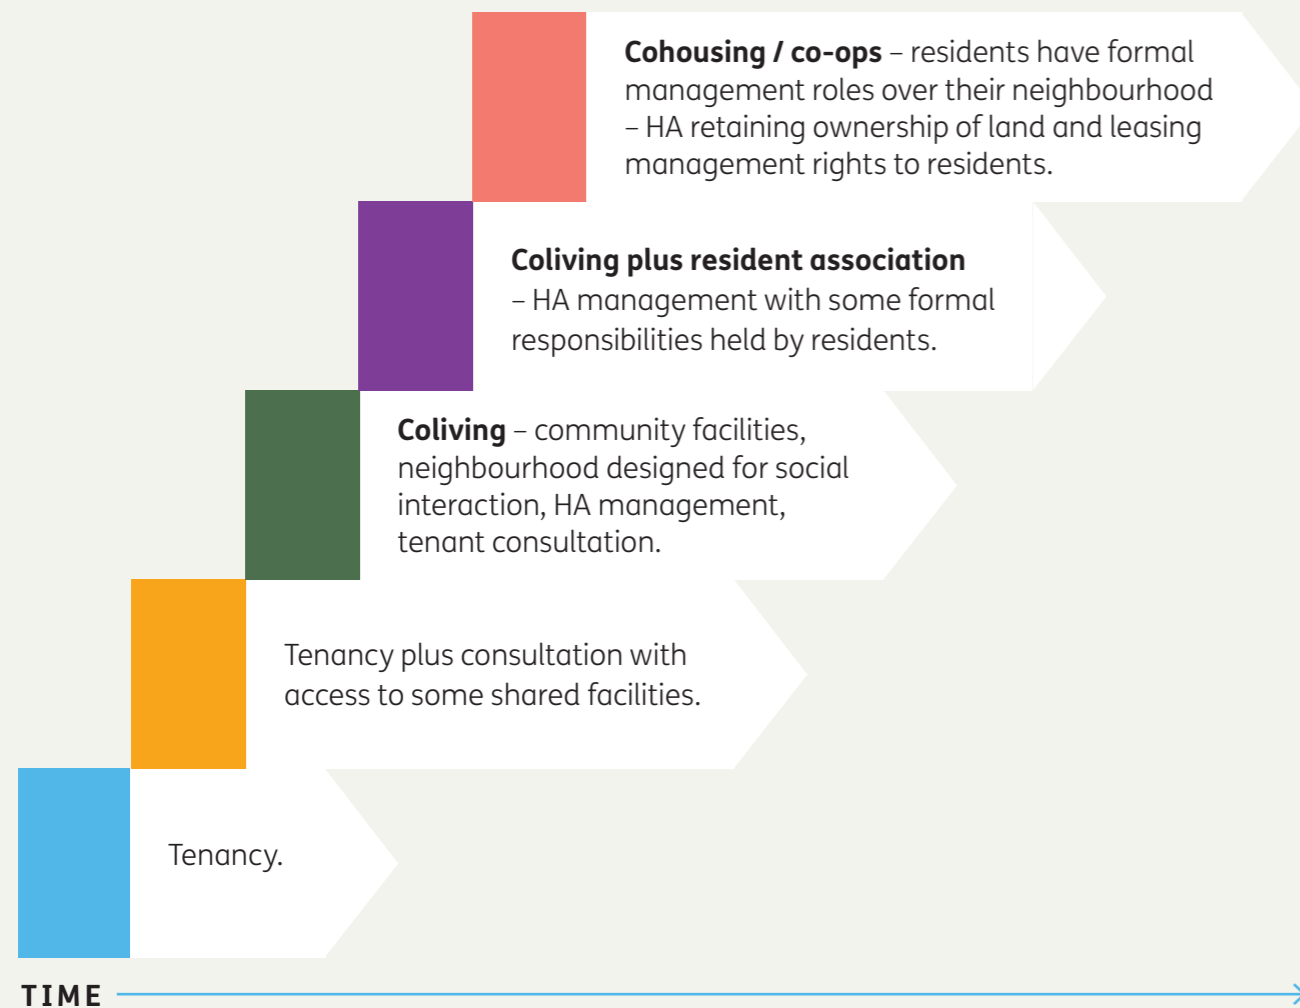 Cohousing / co-ops – residents have formal
management roles over their neighbourhood
– HA retaining ownership of land and leasing
management rights to residents.
Coliving plus resident association
– HA management with some formal
responsibilities held by residents.
Coliving – community facilities,
neighbourhood designed for social
interaction, HA management,
tenant consultation.
Tenancy plus consultation with
access to some shared facilities.
Tenancy.
TIME